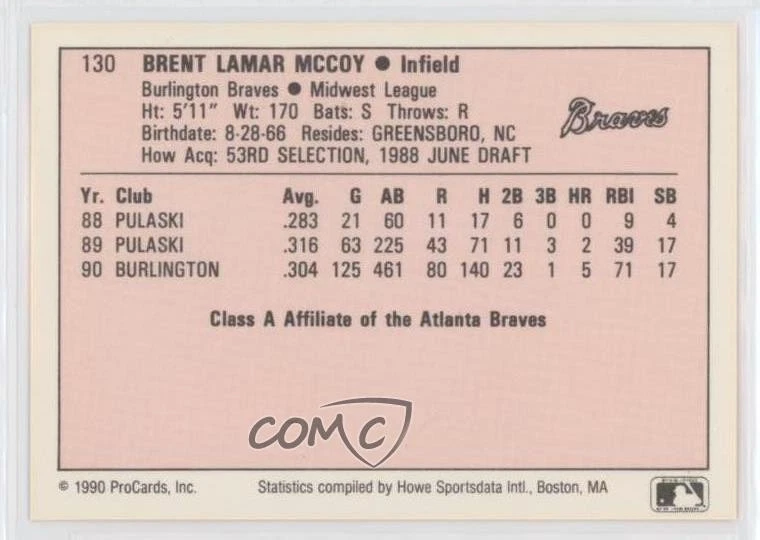 130 BRENT LAMAR MCCOY ● Infield
Burlington Braves ● Midwest League
Ht: 5'11" Wt: 170 Bats: S Throws: R
Birthdate: 8-28-66 Resides: GREENSBORO, NC
How Acq: 53RD SELECTION, 1988 JUNE DRAFT
Braves
Yr. Club Avg. G AB R H 2B 3B HR RBI SB
88 PULASKI .283 21 60 11 17 6 0 0 9 4
89 PULASKI .316 63 225 43 71 11 3 2 39 17
90 BURLINGTON .304 125 461 80 140 23 1 5 71 17
Class A Affiliate of the Atlanta Braves
COMC
© 1990 ProCards, Inc. Statistics compiled by Howe Sportsdata Intl., Boston, MA